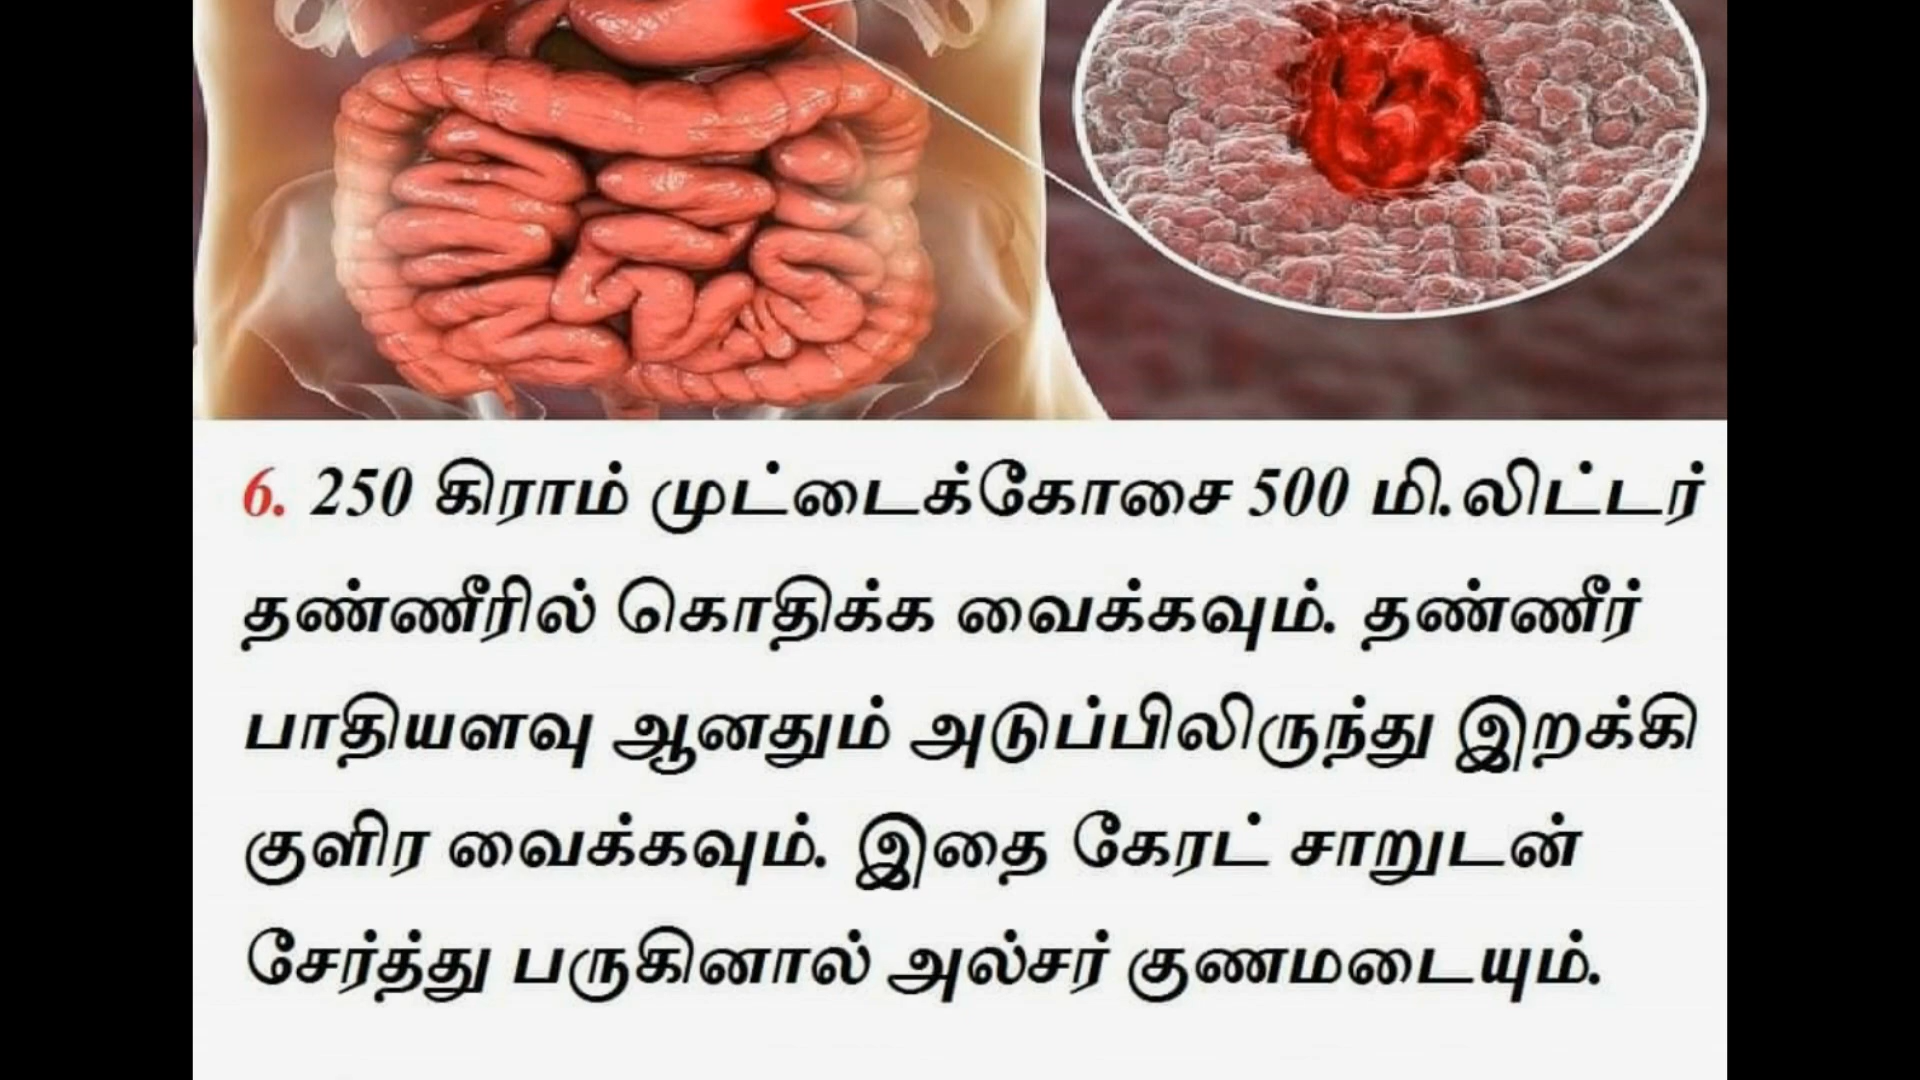 6. 250 கிராம் முட்டைக்கோசை 500 மி.லிட்டர்
தண்ணீரில் கொதிக்க வைக்கவும். தண்ணீர்
பாதியளவு ஆனதும் அடுப்பிலிருந்து இறக்கி
குளிர வைக்கவும். இதை கேரட் சாறுடன்
சேர்த்து பருகினால் அல்சர் குணமடையும்.